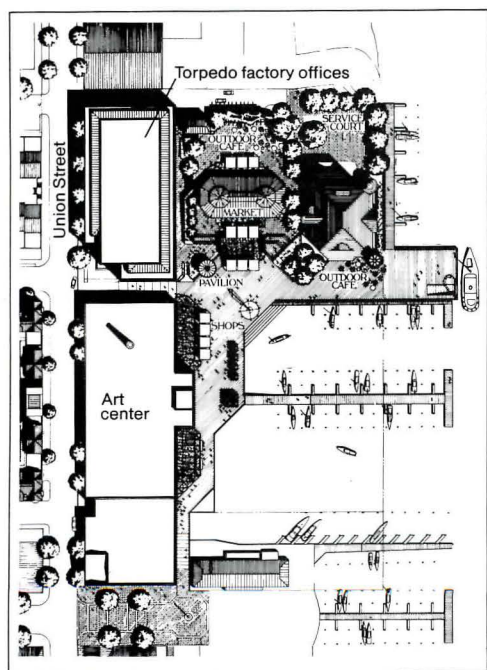 Torpedo factory offices
Union Street
OUTDOOR
CAFE
SERVICE
COURT
MARKET
PAVILION
OUTDOOR
CAFE
SHOPS
Art
center